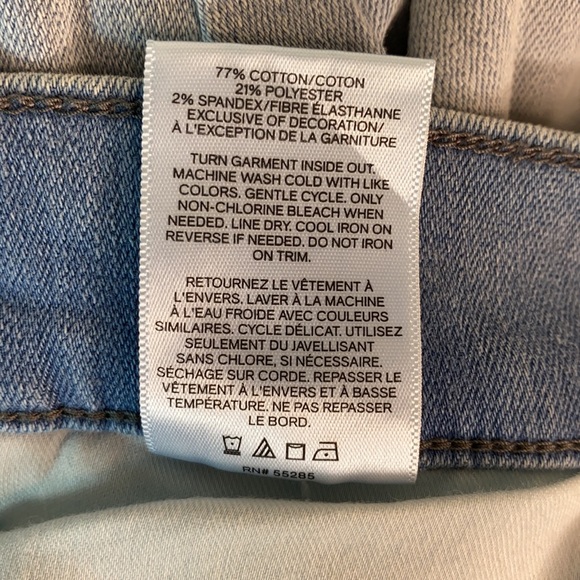 77% COTTON/COTON
21% POLYESTER
2% SPANDEX/FIBRE ÉLASTHANNE
EXCLUSIVE OF DECORATION/
À L'EXCEPTION DE LA GARNITURE
TURN GARMENT INSIDE OUT.
MACHINE WASH COLD WITH LIKE
COLORS. GENTLE CYCLE. ONLY
NON-CHLORINE BLEACH WHEN
NEEDED. LINE DRY. COOL IRON ON
REVERSE IF NEEDED. DO NOT IRON
ON TRIM.
RETOURNEZ LE VÊTEMENT À
L'ENVERS. LAVER À LA MACHINE
À L'EAU FROIDE AVEC COULEURS
SIMILAIRES. CYCLE DÉLICAT. UTILISEZ
SEULEMENT DU JAVELLISANT
SANS CHLORE, SI NÉCESSAIRE.
SÉCHAGE SUR CORDE. REPASSER LE
VÊTEMENT À L'ENVERS ET À BASSE
TEMPÉRATURE. NE PAS REPASSER
LE BORD.
RN# 55285